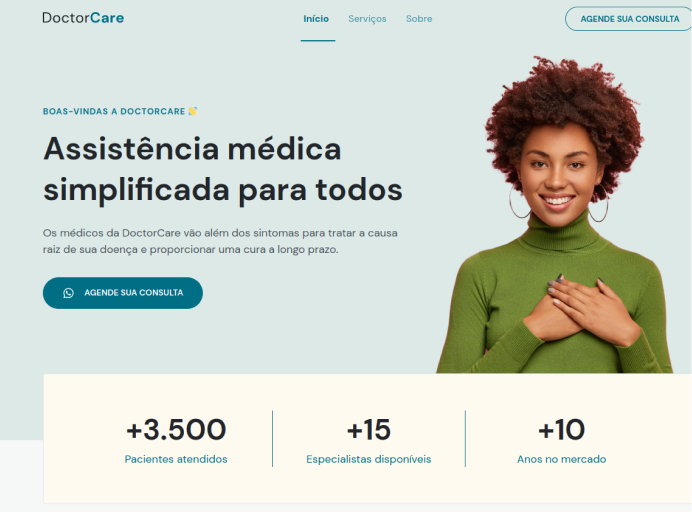 DoctorCare
Início Serviços Sobre
AGENDE SUA CONSULTA
BOAS-VINDAS A DOCTORCARE 👋
Assistência médica
simplificada para todos
Os médicos da DoctorCare vão além dos sintomas para tratar a causa
raiz de sua doença e proporcionar uma cura a longo prazo.
AGENDE SUA CONSULTA
+3.500
Pacientes atendidos
+15
Especialistas disponíveis
+10
Anos no mercado